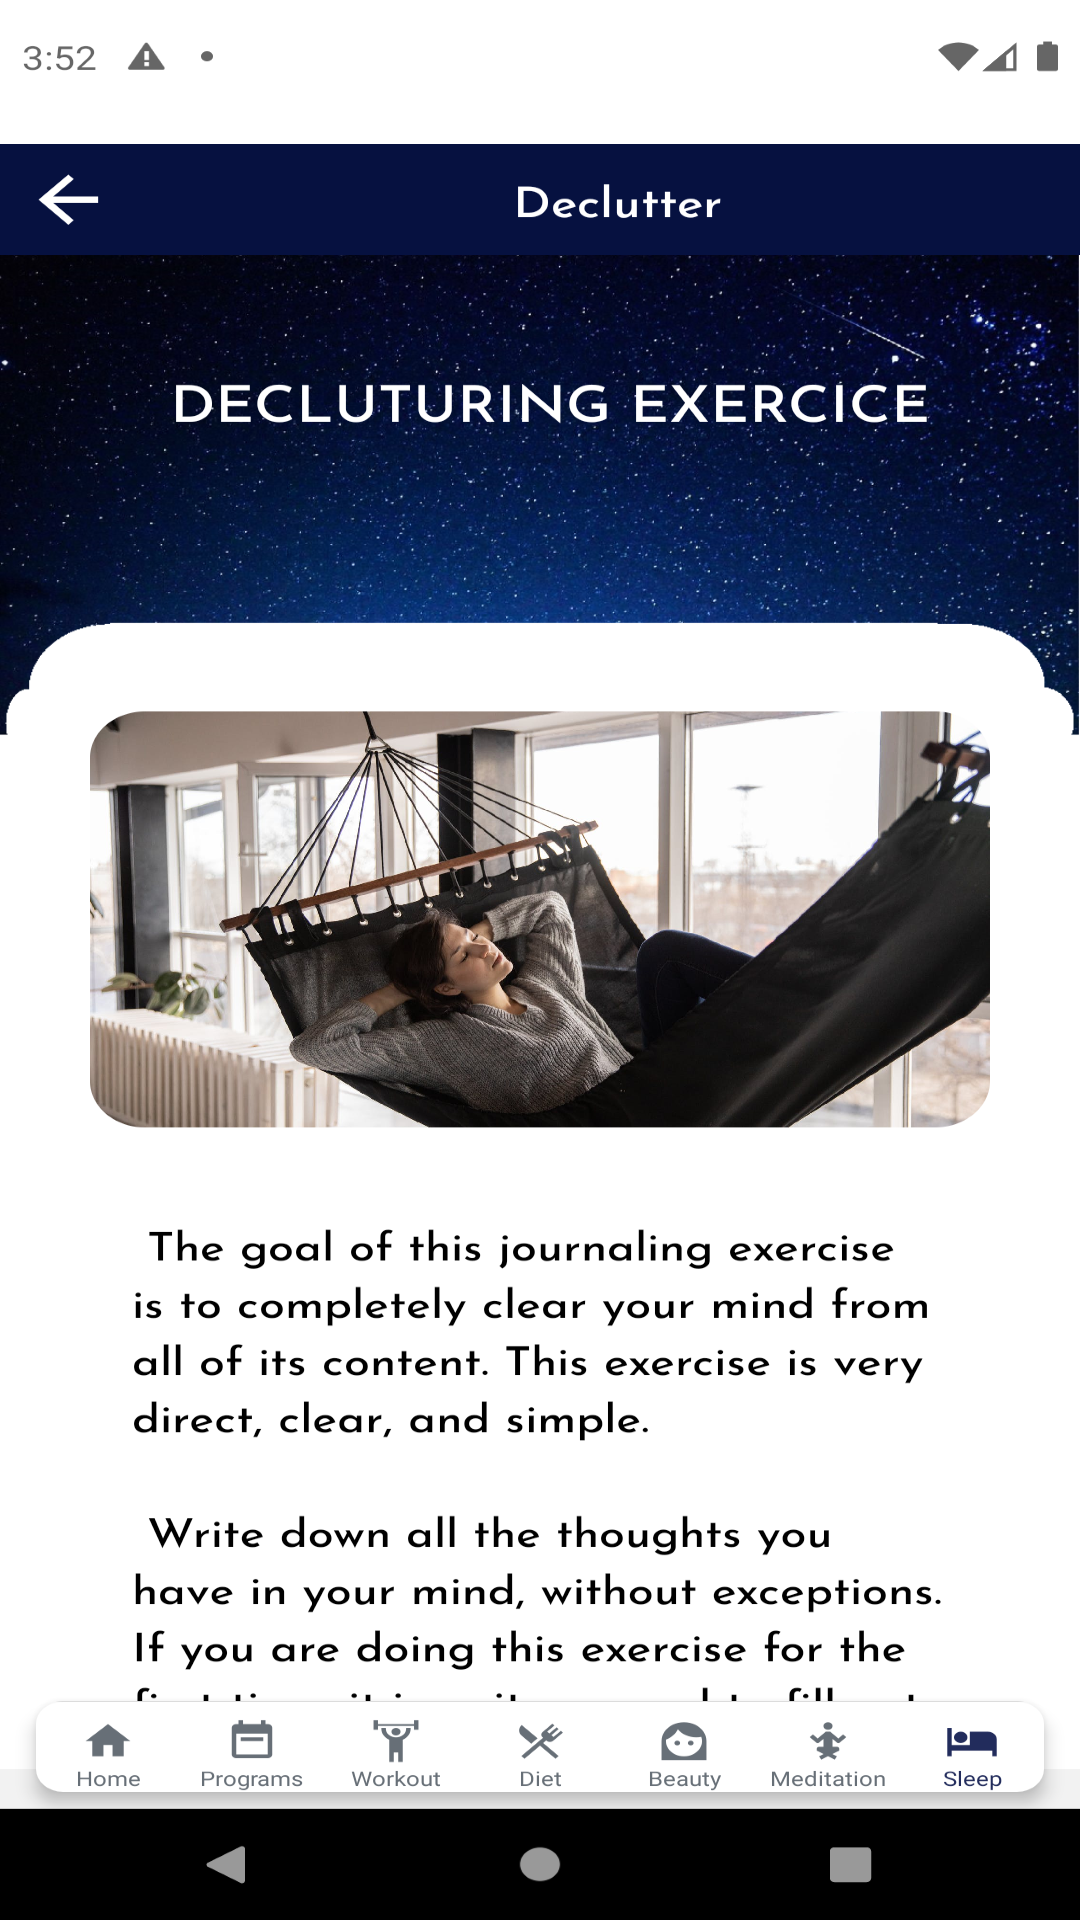 3:52
Declutter
DECLUTURING EXERCICE
The goal of this journaling exercise
is to completely clear your mind from
all of its content. This exercise is very
direct, clear, and simple.
Write down all the thoughts you
have in your mind, without exceptions.
If you are doing this exercise for the
Home
Programs
Workout
Diet
Beauty
Meditation
Sleep